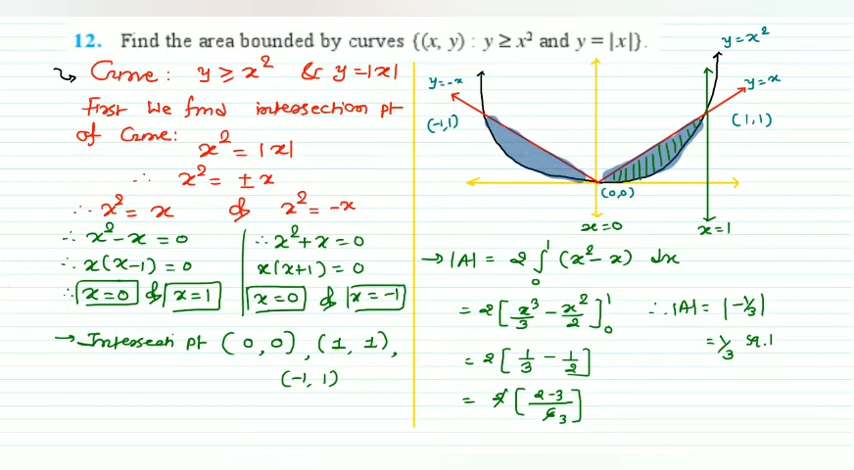 12. Find the area bounded by curves {(x, y) : y ≥ x² and y = |x|}.
Curve: y ≥ x² & y=|x|
First We find intersection pt
of Curve:
x² = |x|
∴ x² = ± x
∴ x² = x & x² = -x
∴ x² - x = 0
∴ x(x-1) = 0
∴ x=0 & x=1
∴ x² + x = 0
x(x+1) = 0
x=0 & x=-1
→ Intersecn pt (0, 0), (1, 1),
(-1, 1)
y=x²
y=-x
y=x
(-1,1)
(1,1)
(0,0)
x=0
x=1
→ |A| = 2 ∫₀¹ (x² - x) dx
= 2 [x³/3 - x²/2]₀¹
= 2 [1/3 - 1/2]
= 2 [2-3/6 3]
∴ |A| = |-1/3|
= 1/3 sq.1